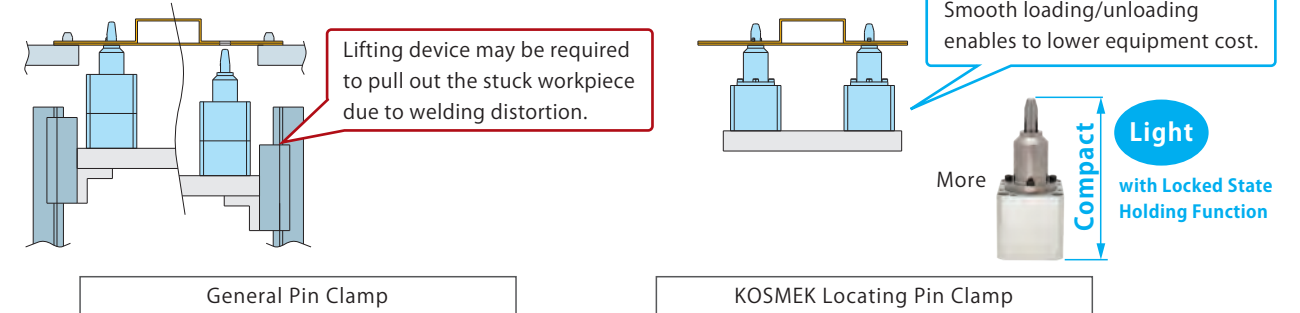 Smooth loading/unloading
enables to lower equipment cost.
Lifting device may be required
to pull out the stuck workpiece
due to welding distortion.
More
Compact
Light
with Locked State
Holding Function
General Pin Clamp
KOSMEK Locating Pin Clamp